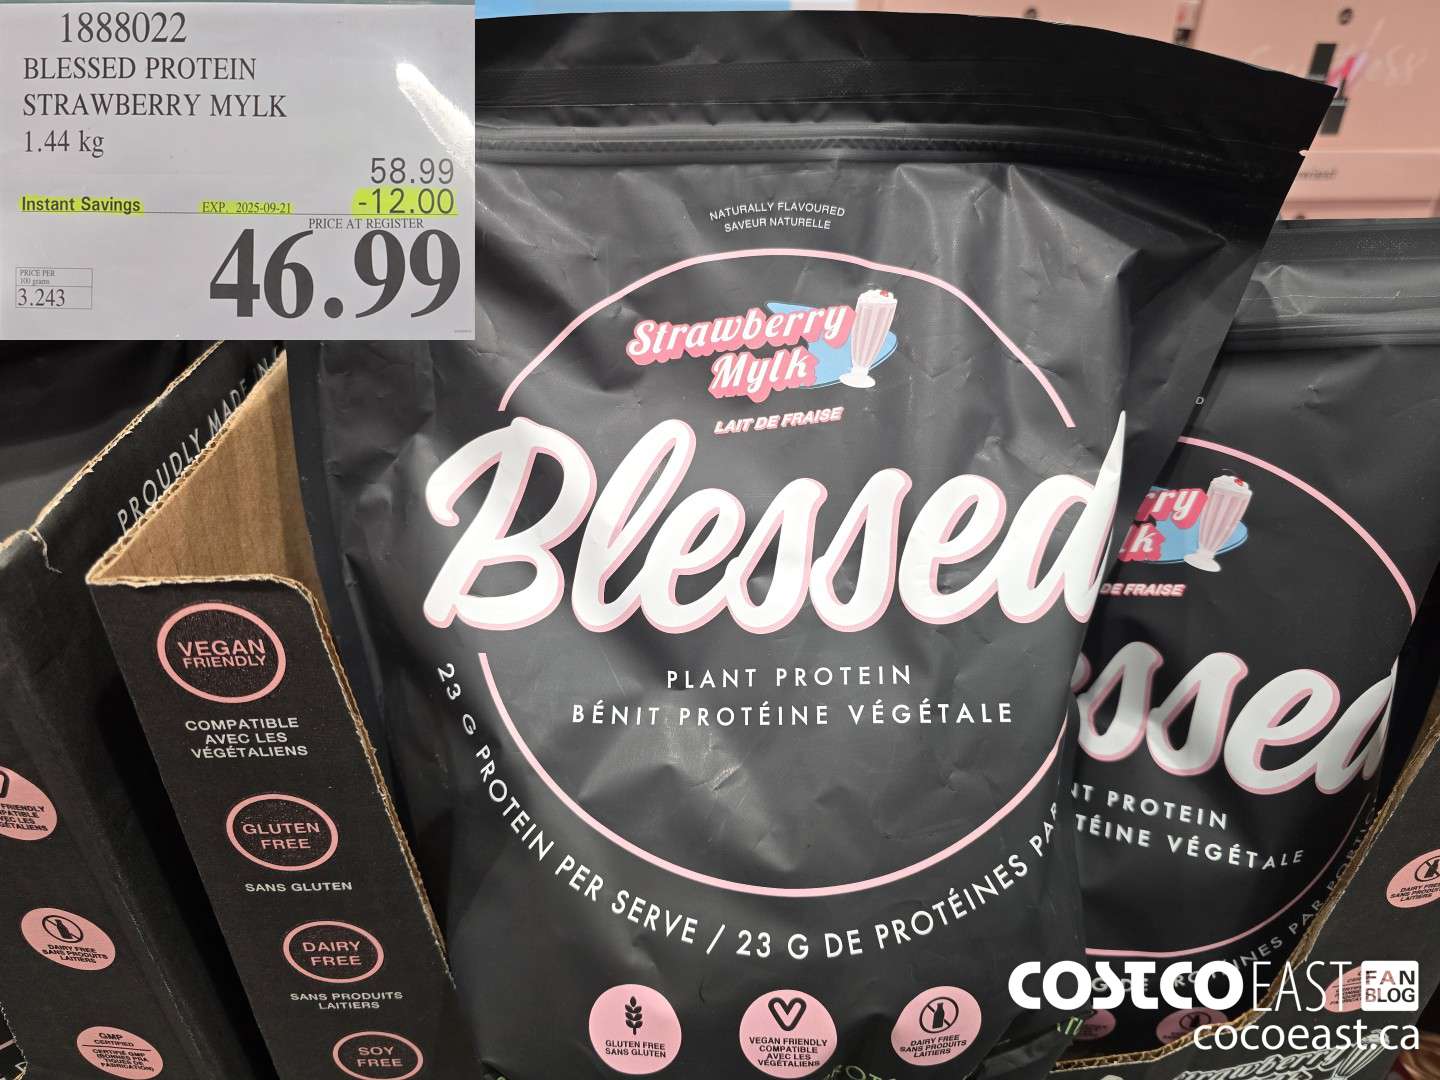 1888022
BLESSED PROTEIN
STRAWBERRY MYLK
1.44 kg
58.99
Instant Savings EXP. 2025-09-21 -12.00
PRICE AT REGISTER
46.99
PRICE PER
100 grams
3.243
NATURALLY FLAVOURED
SAVEUR NATURELLE
Strawberry
Mylk
LAIT DE FRAISE
Blessed
PLANT PROTEIN
BÉNIT PROTÉINE VÉGÉTALE
23 G PROTEIN PER SERVE / 23 G DE PROTÉINES PAR
GLUTEN FREE
SANS GLUTEN
VEGAN FRIENDLY
COMPATIBLE
AVEC LES
VÉGÉTALIENS
DAIRY FREE
SANS PRODUITS
LAITIERS
PROUDLY MADE IN
VEGAN
FRIENDLY
COMPATIBLE
AVEC LES
VÉGÉTALIENS
GLUTEN
FREE
SANS GLUTEN
DAIRY
FREE
SANS PRODUITS
LAITIERS
SOY
FREE
DAIRY FREE
SANS PRODUITS
LAITIERS
GMP
CERTIFIED
DE FRAISE
PROTEIN
VÉGÉTALE
COSTCO EAST FAN
BLOG
cocoeast.ca